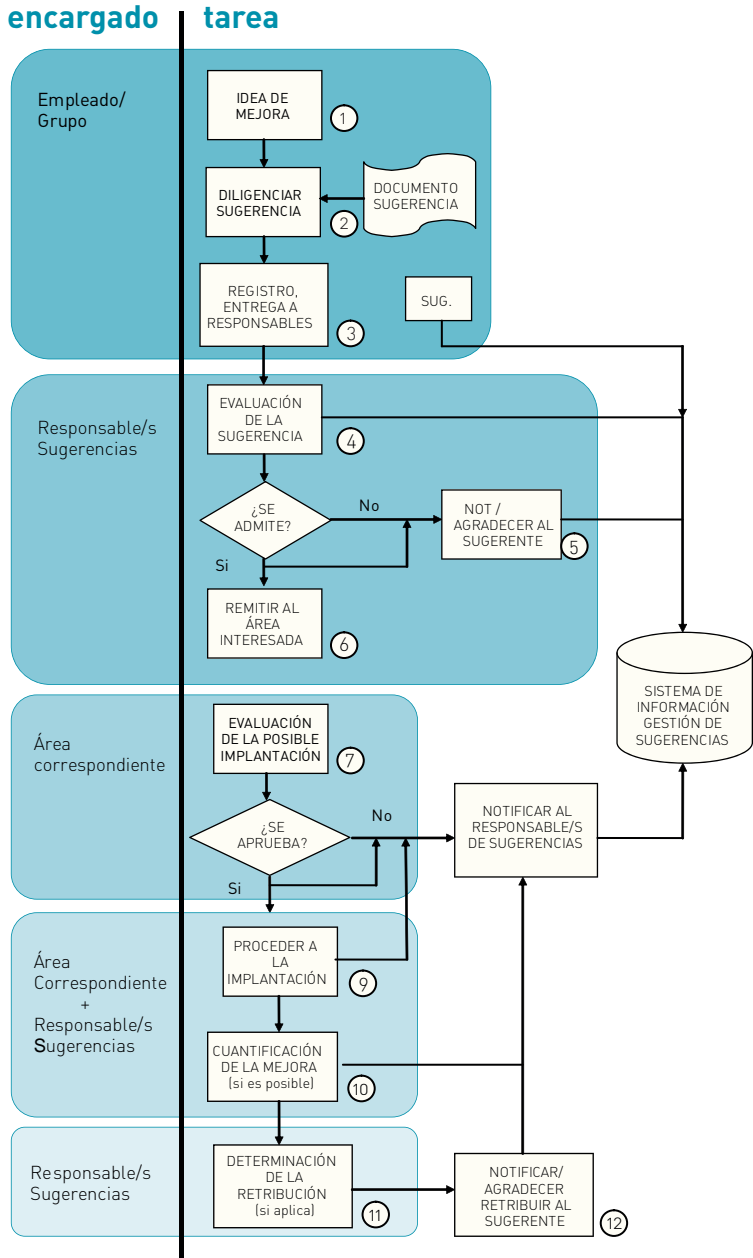 encargado tarea
Empleado/
Grupo
IDEA DE
MEJORA
1
DILIGENCIAR
SUGERENCIA
2
DOCUMENTO
SUGERENCIA
REGISTRO,
ENTREGA A
RESPONSABLES
3
SUG.
Responsable/s
Sugerencias
EVALUACIÓN
DE LA
SUGERENCIA
4
¿SE
ADMITE?
No
Si
NOT /
AGRADECER AL
SUGERENTE
5
REMITIR AL
ÁREA
INTERESADA
6
SISTEMA DE
INFORMACIÓN
GESTIÓN DE
SUGERENCIAS
Área
correspondiente
EVALUACIÓN
DE LA POSIBLE
IMPLANTACIÓN
7
¿SE
APRUEBA?
No
Si
NOTIFICAR AL
RESPONSABLE/S
DE SUGERENCIAS
Área
Correspondiente
+
Responsable/s
Sugerencias
PROCEDER A
LA
IMPLANTACIÓN
9
CUANTIFICACIÓN
DE LA MEJORA
(si es posible)
10
Responsable/s
Sugerencias
DETERMINACIÓN
DE LA
RETRIBUCIÓN
(si aplica)
11
NOTIFICAR/
AGRADECER
RETRIBUIR AL
SUGERENTE
12